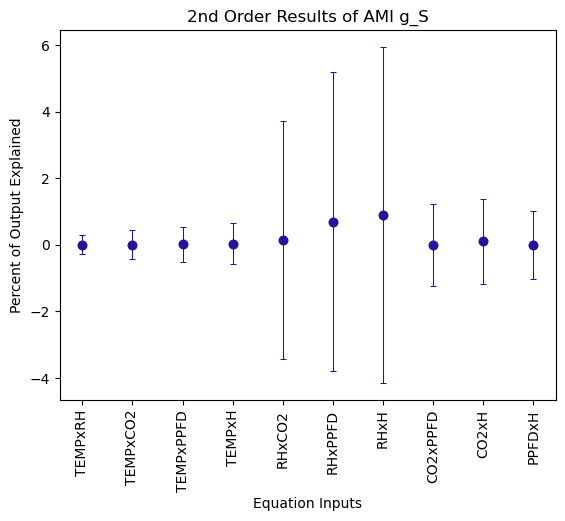 2nd Order Results of AMI g_S
Percent of Output Explained
6
4
2
0
−2
−4
TEMPxRH
TEMPxCO2
TEMPxPPFD
TEMPxH
RHxCO2
RHxPPFD
RHxH
CO2xPPFD
CO2xH
PPFDxH
Equation Inputs